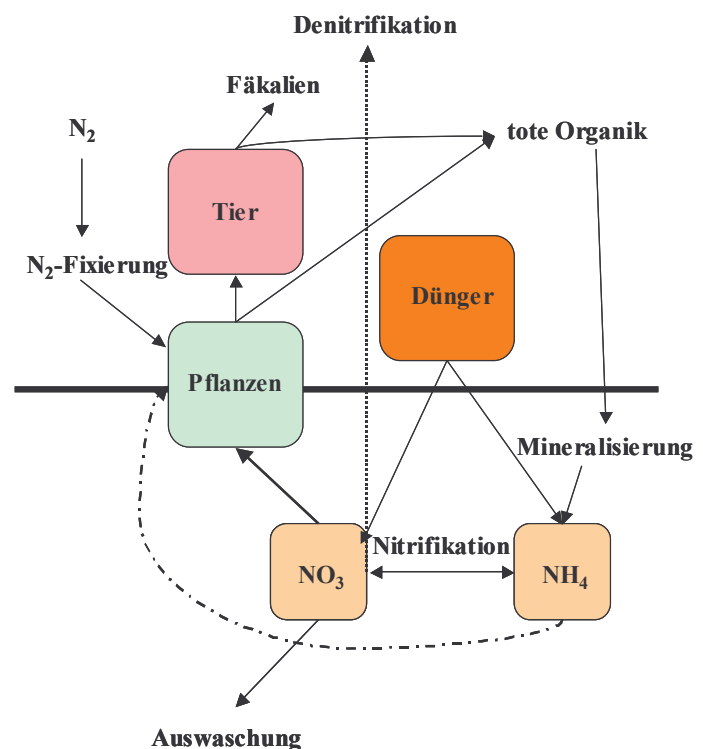 Denitrifikation
Fäkalien
N₂
tote Organik
Tier
N₂-Fixierung
Dünger
Pflanzen
Mineralisierung
Nitrifikation
NO₃
NH₄
Auswaschung